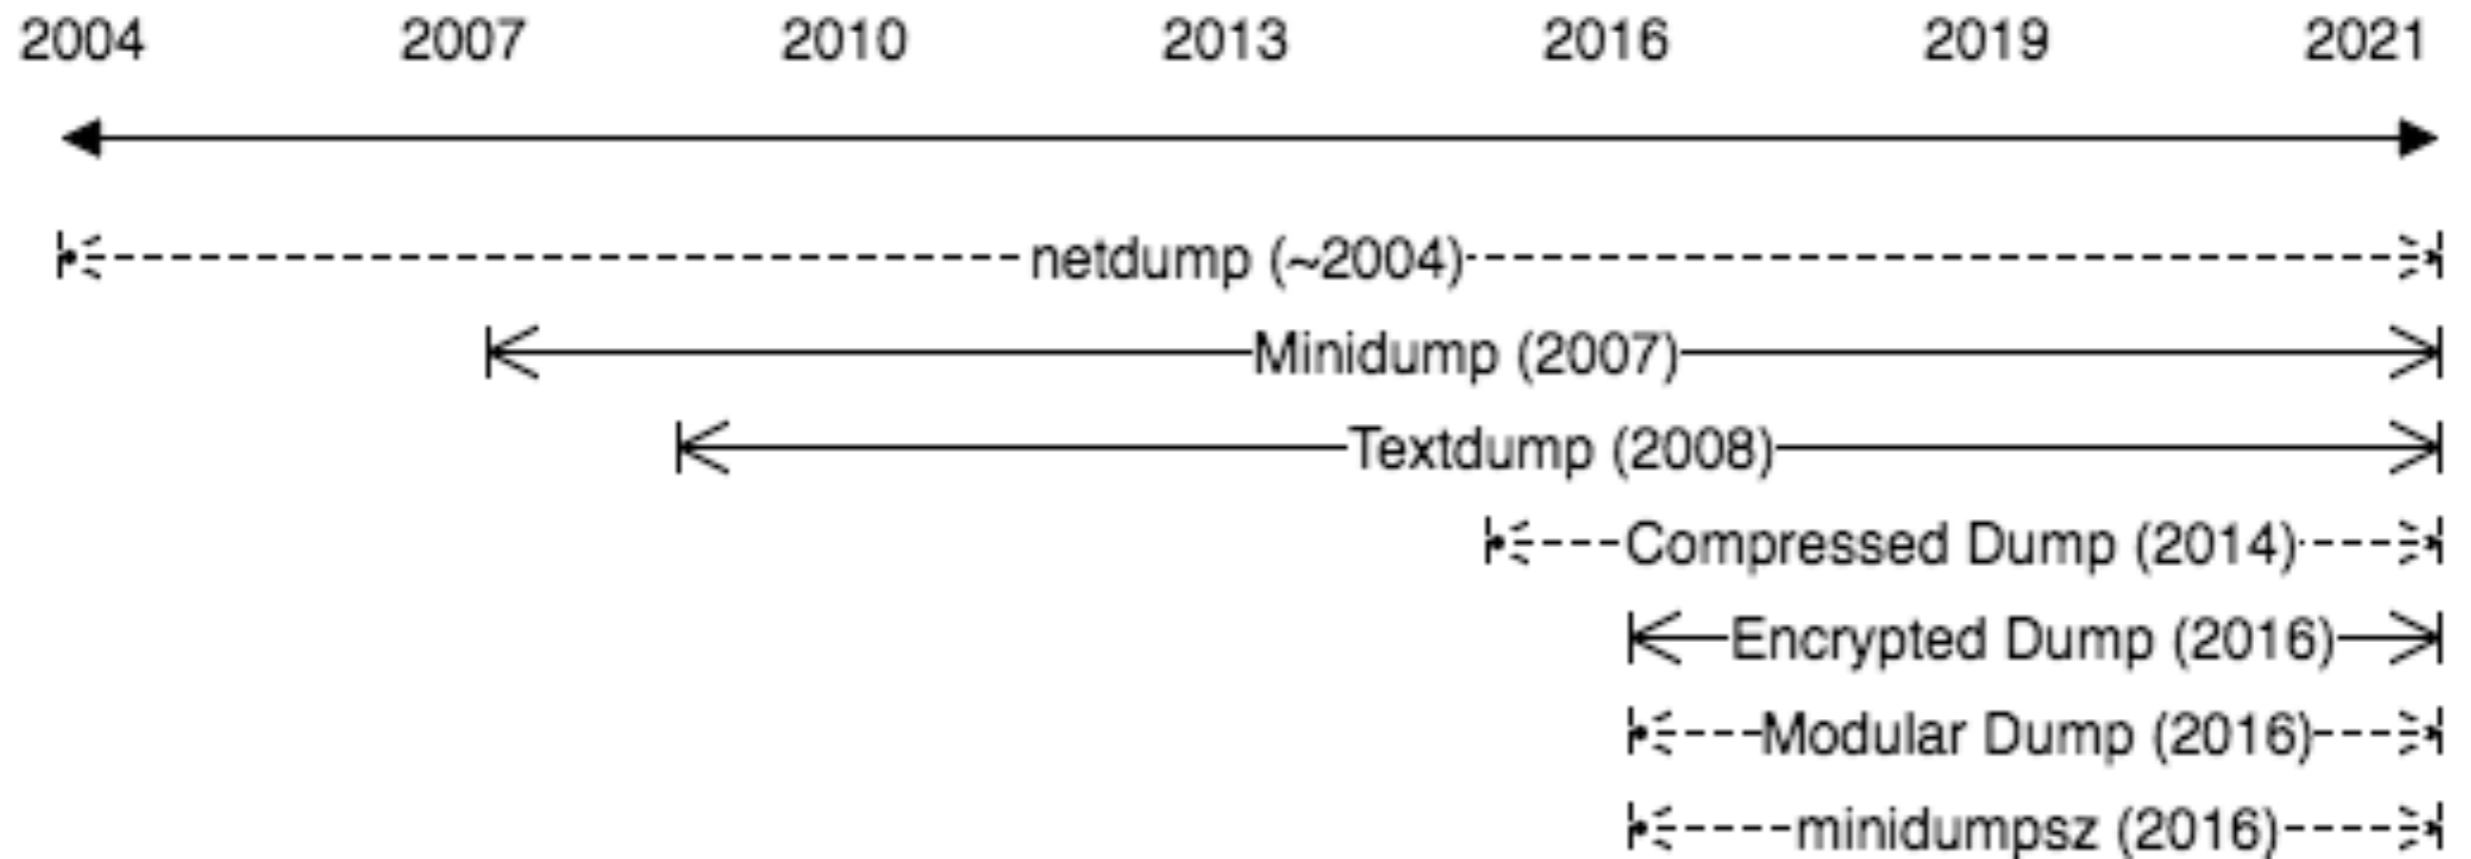 2004 2007 2010 2013 2016 2019 2021
netdump (~2004)
Minidump (2007)
Textdump (2008)
Compressed Dump (2014)
Encrypted Dump (2016)
Modular Dump (2016)
minidumpsz (2016)